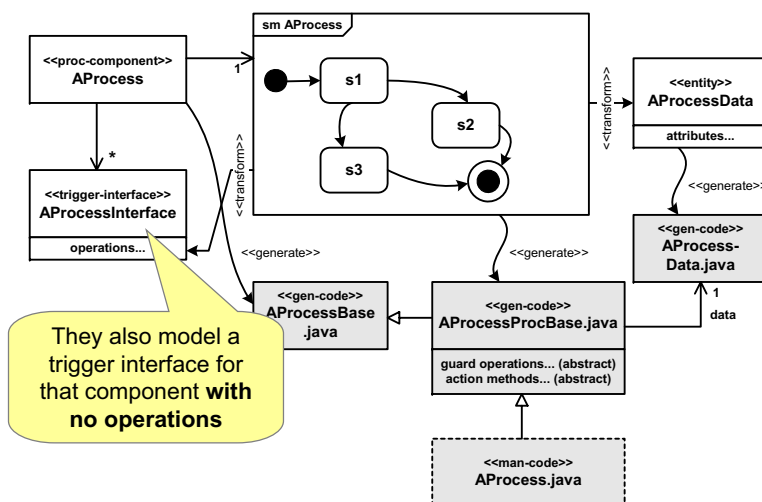 sm AProcess
<<proc-component>>
AProcess
1
s1
s2
s3
<<transform>>
<<entity>>
AProcessData
attributes...
*
<<transform>>
<<trigger-interface>>
AProcessInterface
operations...
<<generate>>
<<generate>>
<<generate>>
<<gen-code>>
AProcess-
Data.java
<<gen-code>>
AProcessBase
.java
<<gen-code>>
AProcessProcBase.java
guard operations... (abstract)
action methods... (abstract)
1
data
They also model a
trigger interface for
that component with
no operations
<<man-code>>
AProcess.java